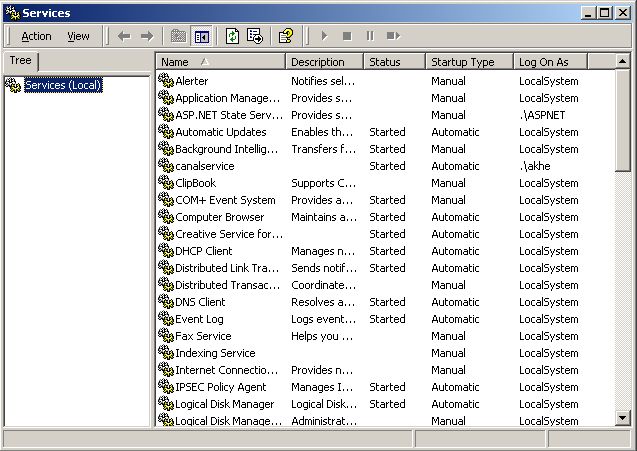 Services
Action View
Tree
Services (Local)
Name Description Status Startup Type Log On As
Alerter Notifies sel... Manual LocalSystem
Application Manage... Provides s... Manual LocalSystem
ASP.NET State Serv... Provides s... Manual .\ASPNET
Automatic Updates Enables th... Started Automatic LocalSystem
Background Intellig... Transfers f... Started Manual LocalSystem
canalservice Started Automatic .\akhe
ClipBook Supports C... Manual LocalSystem
COM+ Event System Provides a... Started Manual LocalSystem
Computer Browser Maintains a... Started Automatic LocalSystem
Creative Service for... Started Automatic LocalSystem
DHCP Client Manages n... Started Automatic LocalSystem
Distributed Link Tra... Sends notif... Started Automatic LocalSystem
Distributed Transac... Coordinate... Manual LocalSystem
DNS Client Resolves a... Started Automatic LocalSystem
Event Log Logs event... Started Automatic LocalSystem
Fax Service Helps you ... Manual LocalSystem
Indexing Service Manual LocalSystem
Internet Connectio... Provides n... Manual LocalSystem
IPSEC Policy Agent Manages I... Started Automatic LocalSystem
Logical Disk Manager Logical Disk... Started Automatic LocalSystem
Logical Disk Manage... Administrat... Manual LocalSystem